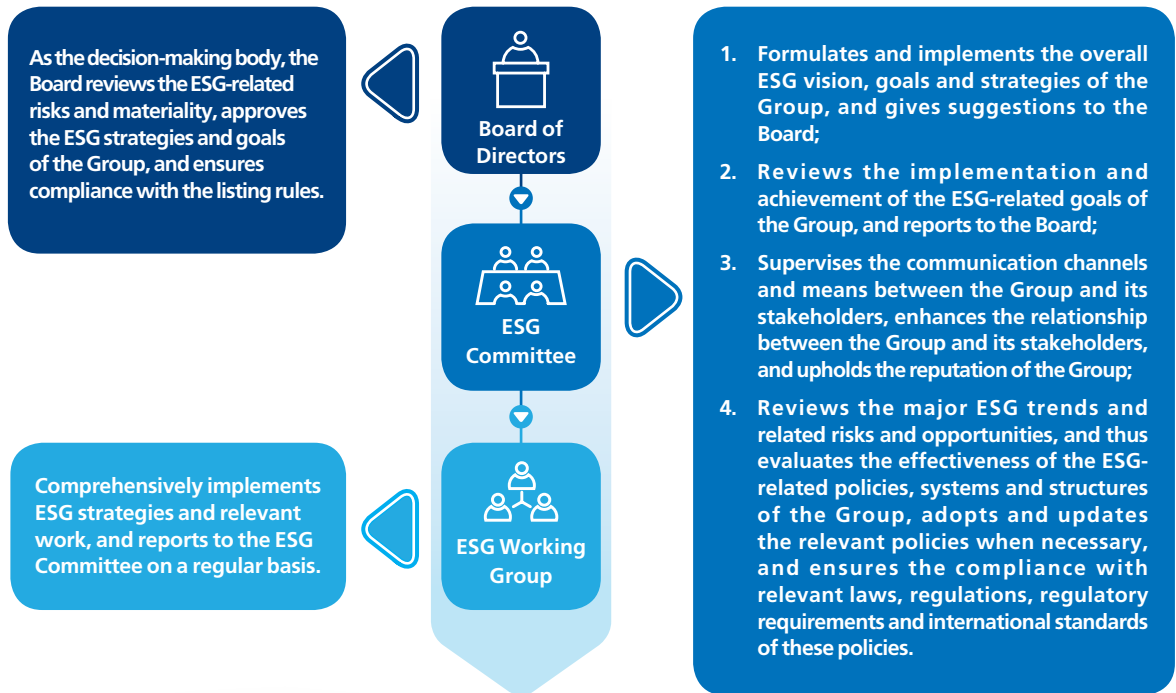 As the decision-making body, the
Board reviews the ESG-related
risks and materiality, approves
the ESG strategies and goals
of the Group, and ensures
compliance with the listing rules.
Board of
Directors
ESG
Committee
1. Formulates and implements the overall
ESG vision, goals and strategies of the
Group, and gives suggestions to the
Board;
2. Reviews the implementation and
achievement of the ESG-related goals of
the Group, and reports to the Board;
3. Supervises the communication channels
and means between the Group and its
stakeholders, enhances the relationship
between the Group and its stakeholders,
and upholds the reputation of the Group;
4. Reviews the major ESG trends and
related risks and opportunities, and thus
evaluates the effectiveness of the ESG-
related policies, systems and structures
of the Group, adopts and updates
the relevant policies when necessary,
and ensures the compliance with
relevant laws, regulations, regulatory
requirements and international standards
of these policies.
Comprehensively implements
ESG strategies and relevant
work, and reports to the ESG
Committee on a regular basis.
ESG Working
Group